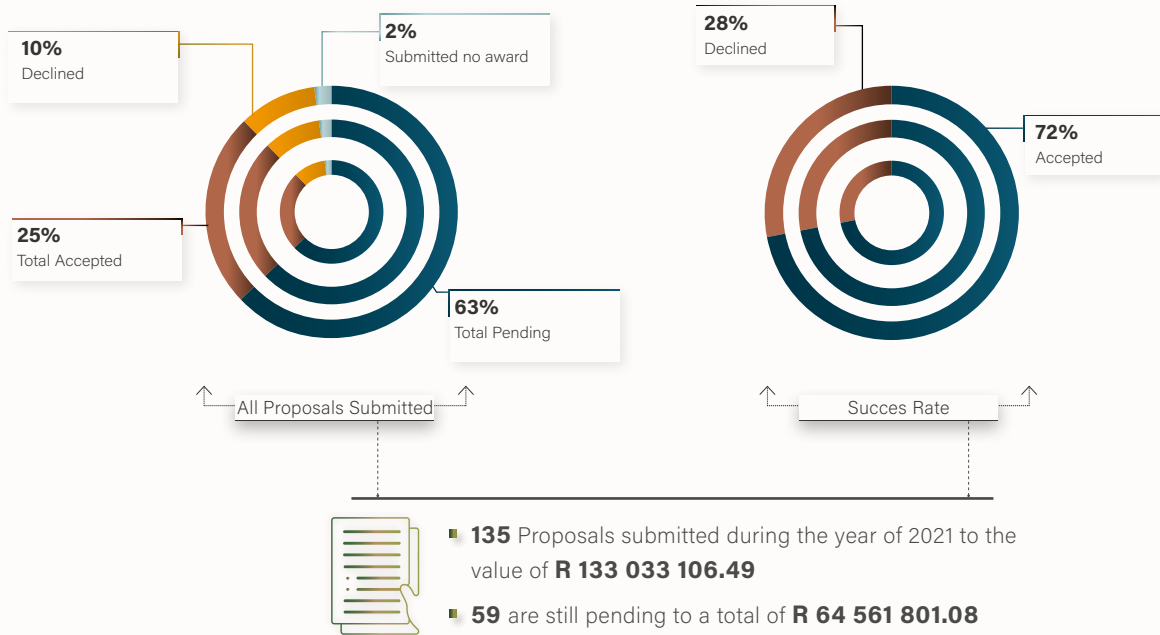 10%
Declined
2%
Submitted no award
25%
Total Accepted
63%
Total Pending
All Proposals Submitted
28%
Declined
72%
Accepted
Succes Rate
135 Proposals submitted during the year of 2021 to the
value of R 133 033 106.49
59 are still pending to a total of R 64 561 801.08